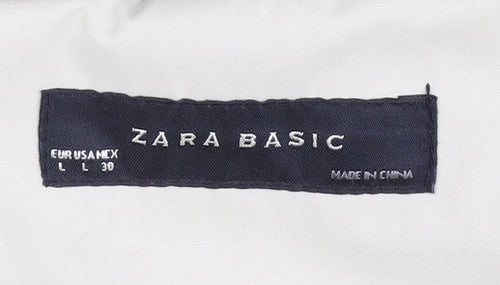 ZARA BASIC
EUR USA MEX
L L 30
MADE IN CHINA